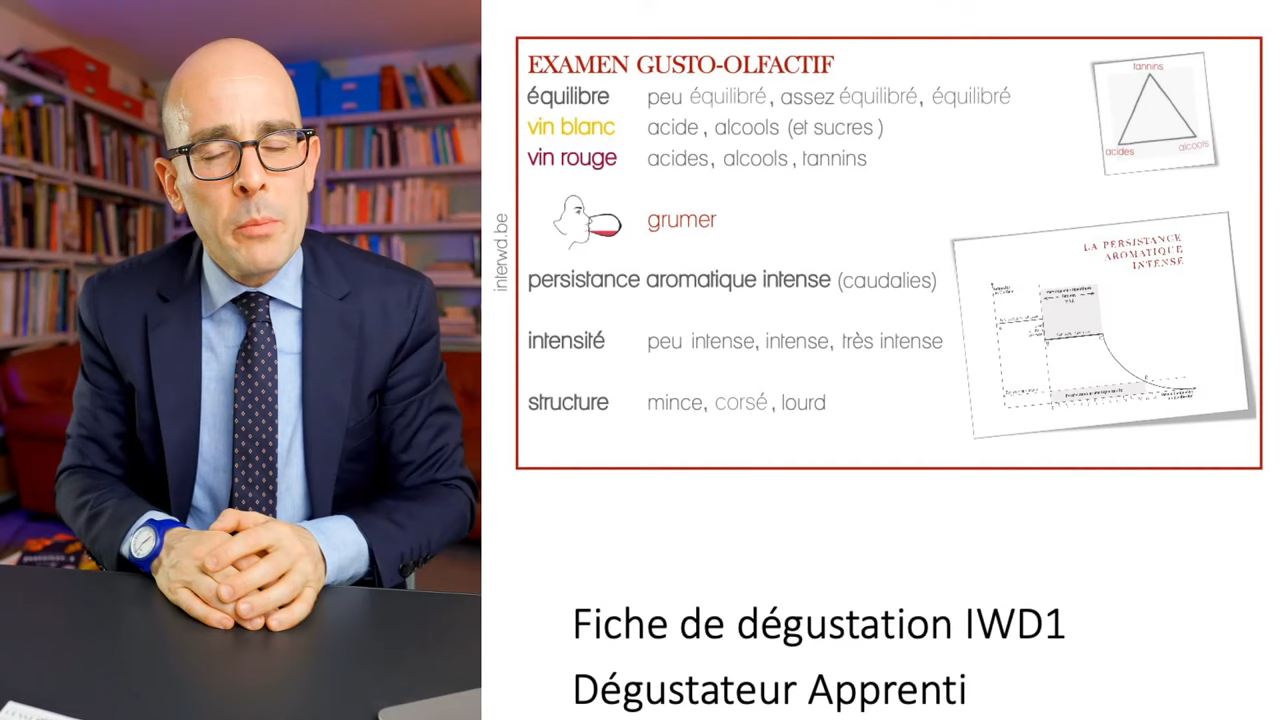 EXAMEN GUSTO-OLFACTIF
équilibre peu équilibré, assez équilibré, équilibré
vin blanc acide, alcools (et sucres)
vin rouge acides, alcools, tannins
grumer
persistance aromatique intense (caudalies)
intensité peu intense, intense, très intense
structure mince, corsé, lourd
interwd.be
tannins
acides
alcools
LA PERSISTANCE
AROMATIQUE
INTENSE
Fiche de dégustation IWD1
Dégustateur Apprenti